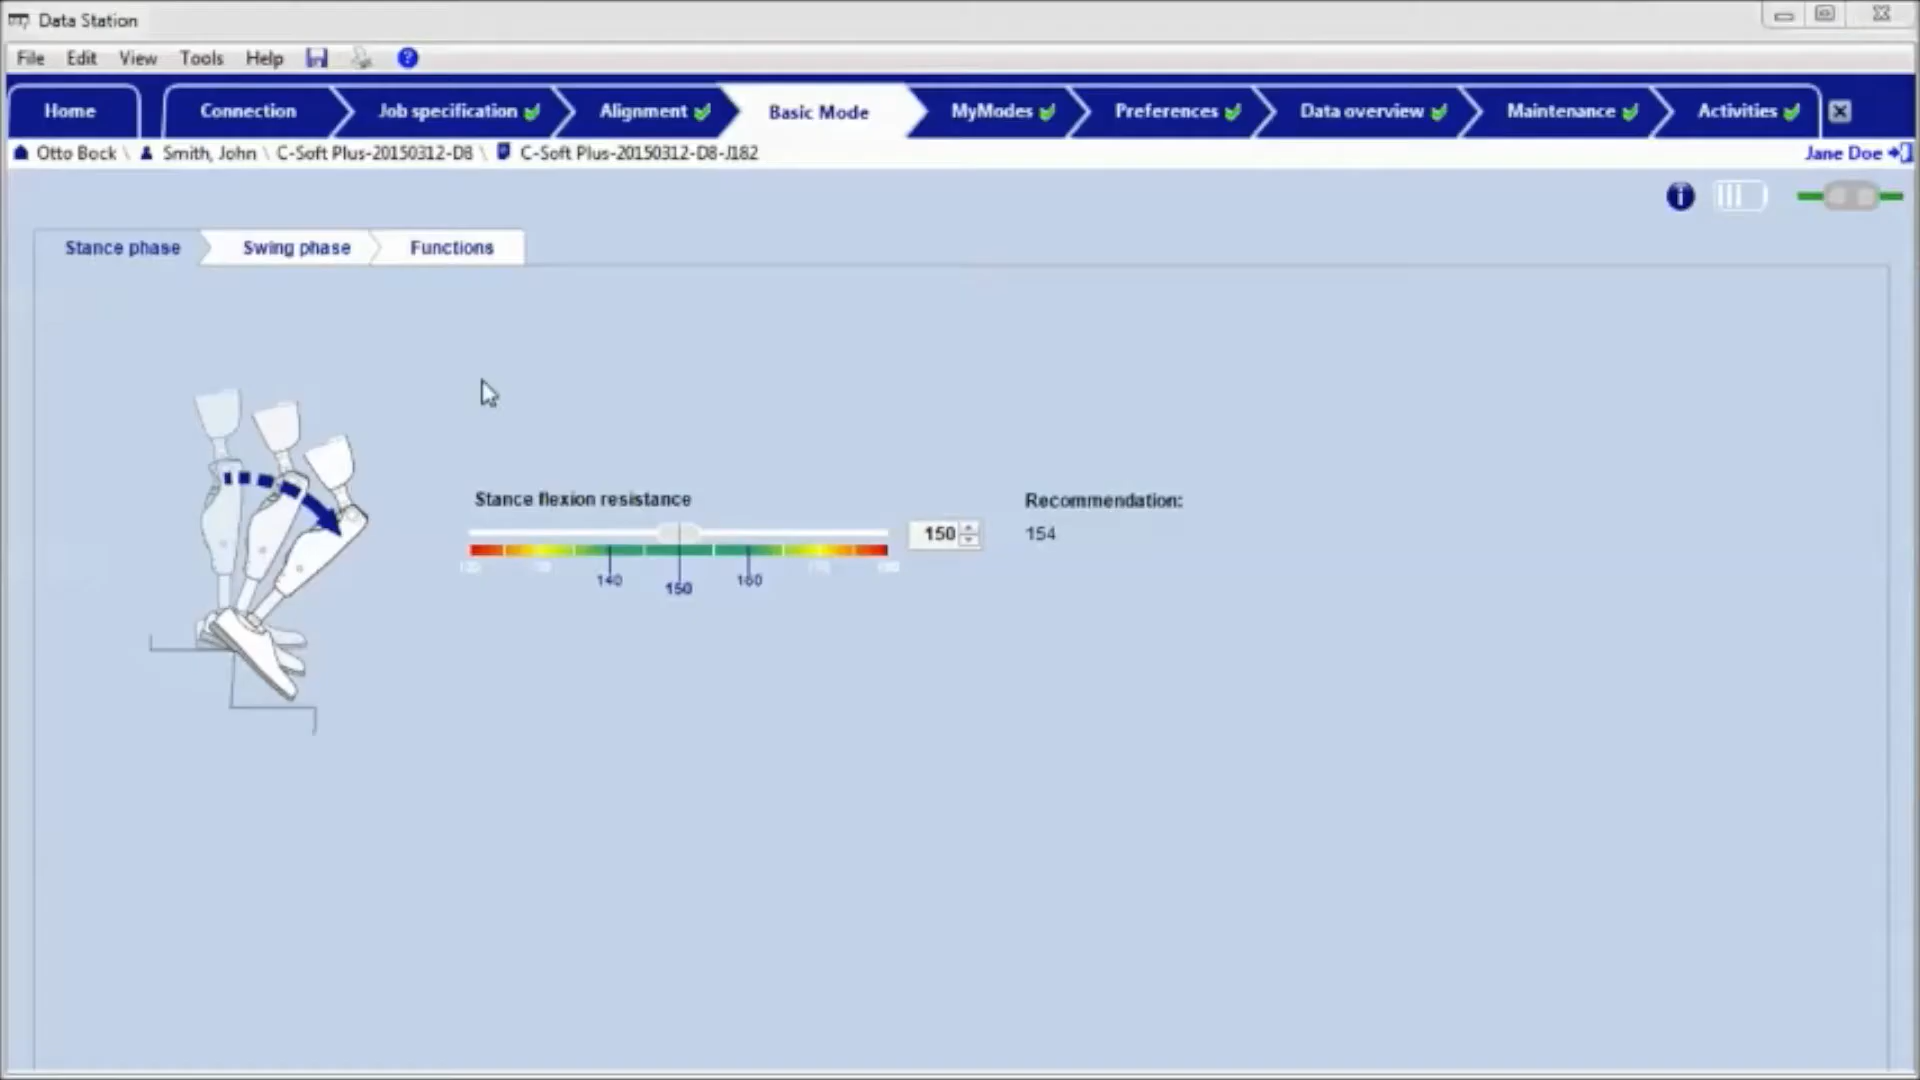 Data Station
File Edit View Tools Help
Home Connection Job specification Alignment Basic Mode MyModes Preferences Data overview Maintenance Activities
Otto Bock \ Smith, John \ C-Soft Plus-20150312-D8 \ C-Soft Plus-20150312-D8-J182 Jane Doe
Stance phase Swing phase Functions
Stance flexion resistance
Recommendation:
150
154
140 150 160